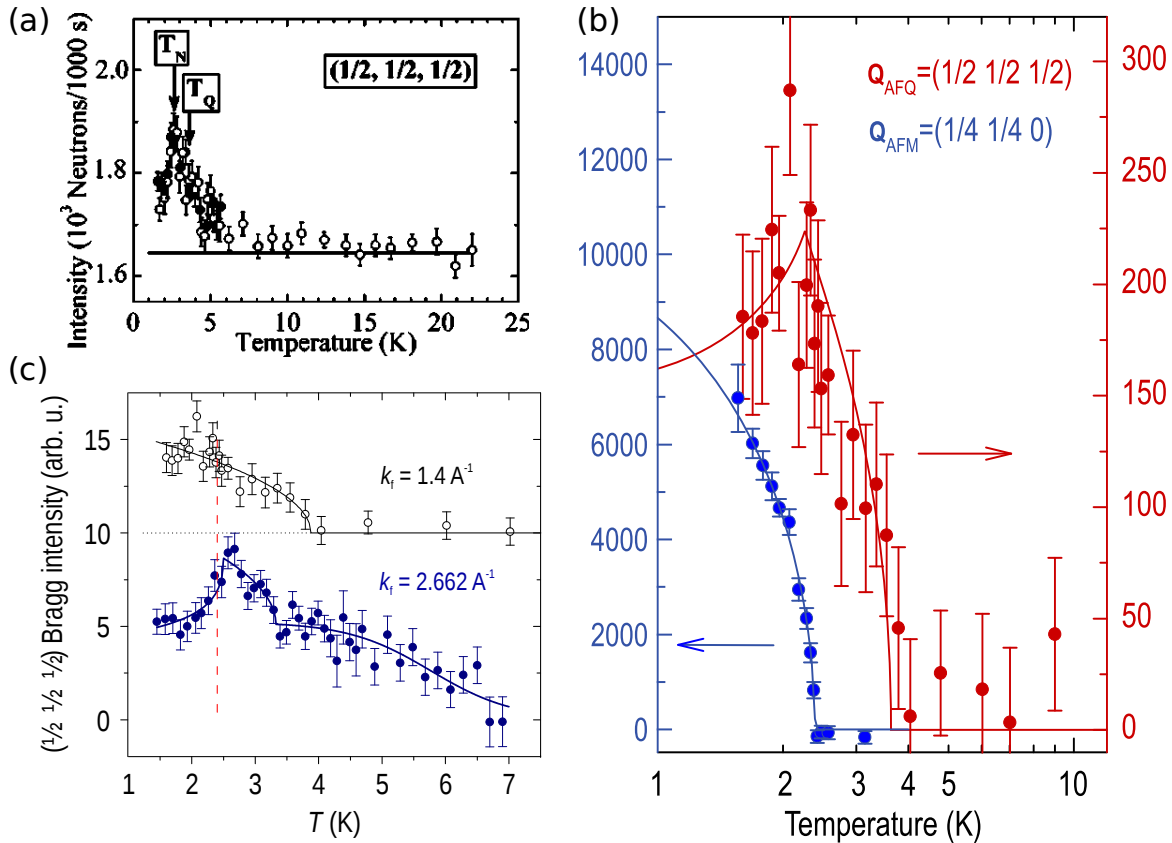 (a)
Intensity (10³ Neutrons/1000 s)
2.0
1.8
1.6
T_N
T_Q
(1/2, 1/2, 1/2)
0 5 10 15 20 25
Temperature (K)
(b)
14000
12000
10000
8000
6000
4000
2000
0
Q_AFQ=(1/2 1/2 1/2)
Q_AFM=(1/4 1/4 0)
300
250
200
150
100
50
0
1 2 3 4 5 6 10
Temperature (K)
(c)
(½ ½ ½) Bragg intensity (arb. u.)
15
10
5
0
k_f = 1.4 A⁻¹
k_f = 2.662 A⁻¹
1 2 3 4 5 6 7
T (K)